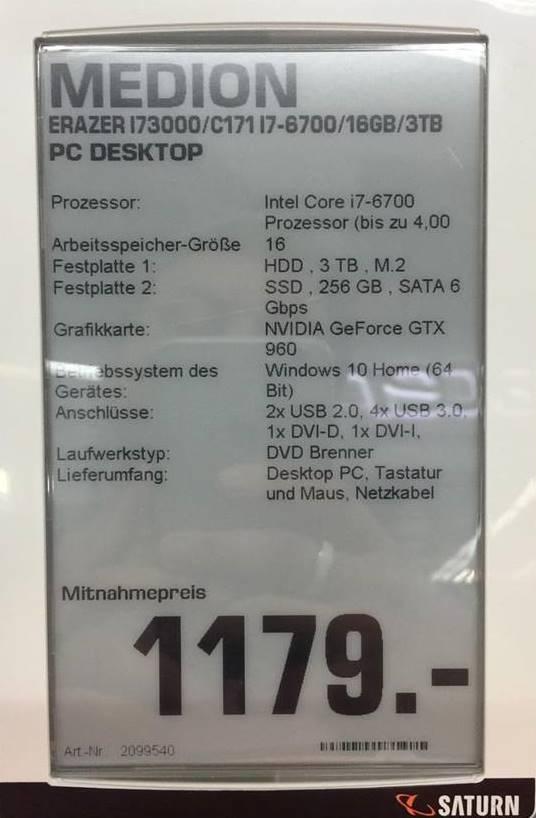 MEDION
ERAZER I73000/C171 I7-6700/16GB/3TB
PC DESKTOP
Prozessor: Intel Core i7-6700
Prozessor (bis zu 4,00
Arbeitsspeicher-Größe 16
Festplatte 1: HDD , 3 TB , M.2
Festplatte 2: SSD , 256 GB , SATA 6
Gbps
Grafikkarte: NVIDIA GeForce GTX
960
Betriebssystem des Windows 10 Home (64
Gerätes: Bit)
Anschlüsse: 2x USB 2.0, 4x USB 3.0,
1x DVI-D, 1x DVI-I,
Laufwerkstyp: DVD Brenner
Lieferumfang: Desktop PC, Tastatur
und Maus, Netzkabel
Mitnahmepreis
1179.-
Art.-Nr. 2099540
SATURN